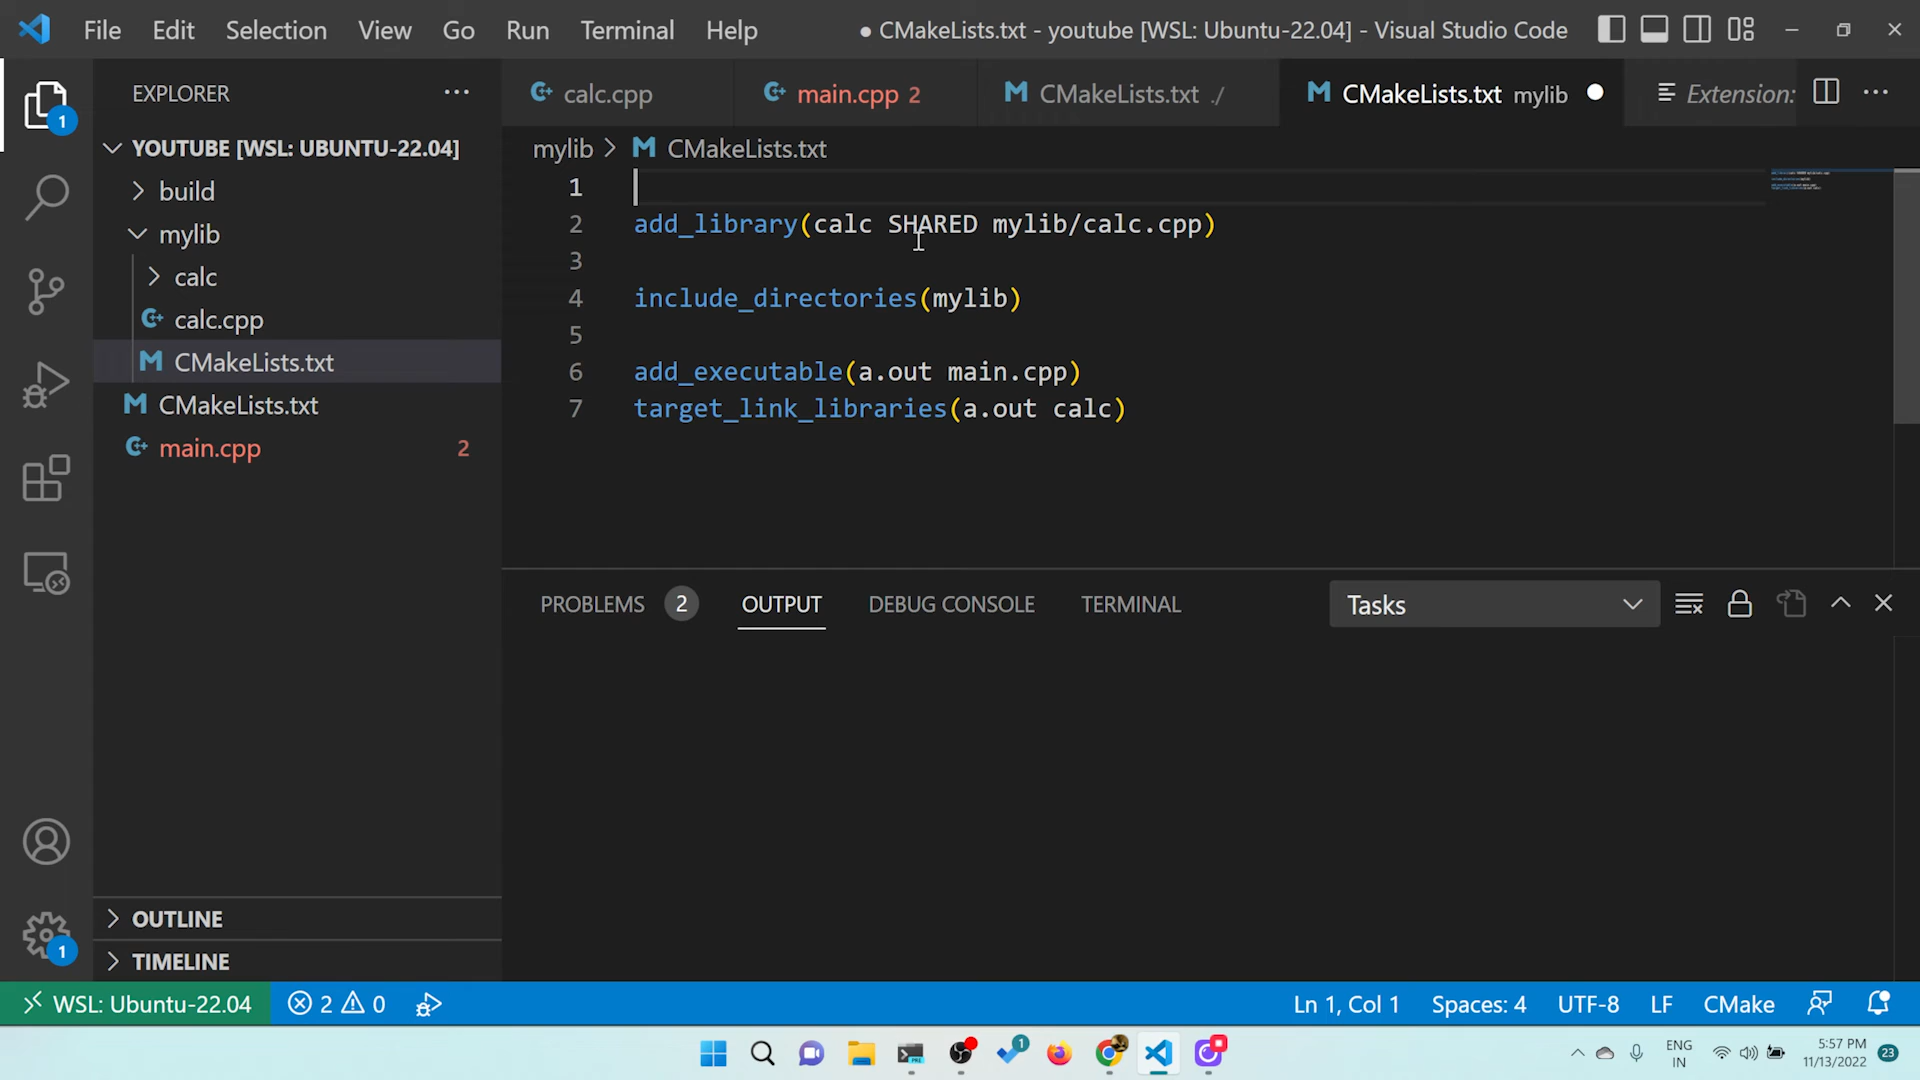 File Edit Selection View Go Run Terminal Help
● CMakeLists.txt - youtube [WSL: Ubuntu-22.04] - Visual Studio Code
EXPLORER
calc.cpp
main.cpp 2
CMakeLists.txt ./
CMakeLists.txt mylib
Extension:
1
YOUTUBE [WSL: UBUNTU-22.04]
build
mylib
calc
calc.cpp
CMakeLists.txt
CMakeLists.txt
main.cpp 2
mylib > CMakeLists.txt
1
2 add_library(calc SHARED mylib/calc.cpp)
3
4 include_directories(mylib)
5
6 add_executable(a.out main.cpp)
7 target_link_libraries(a.out calc)
PROBLEMS 2 OUTPUT DEBUG CONSOLE TERMINAL
Tasks
OUTLINE
TIMELINE
1
WSL: Ubuntu-22.04
2 0
Ln 1, Col 1 Spaces: 4 UTF-8 LF CMake
1
ENG
IN
5:57 PM
11/13/2022
23